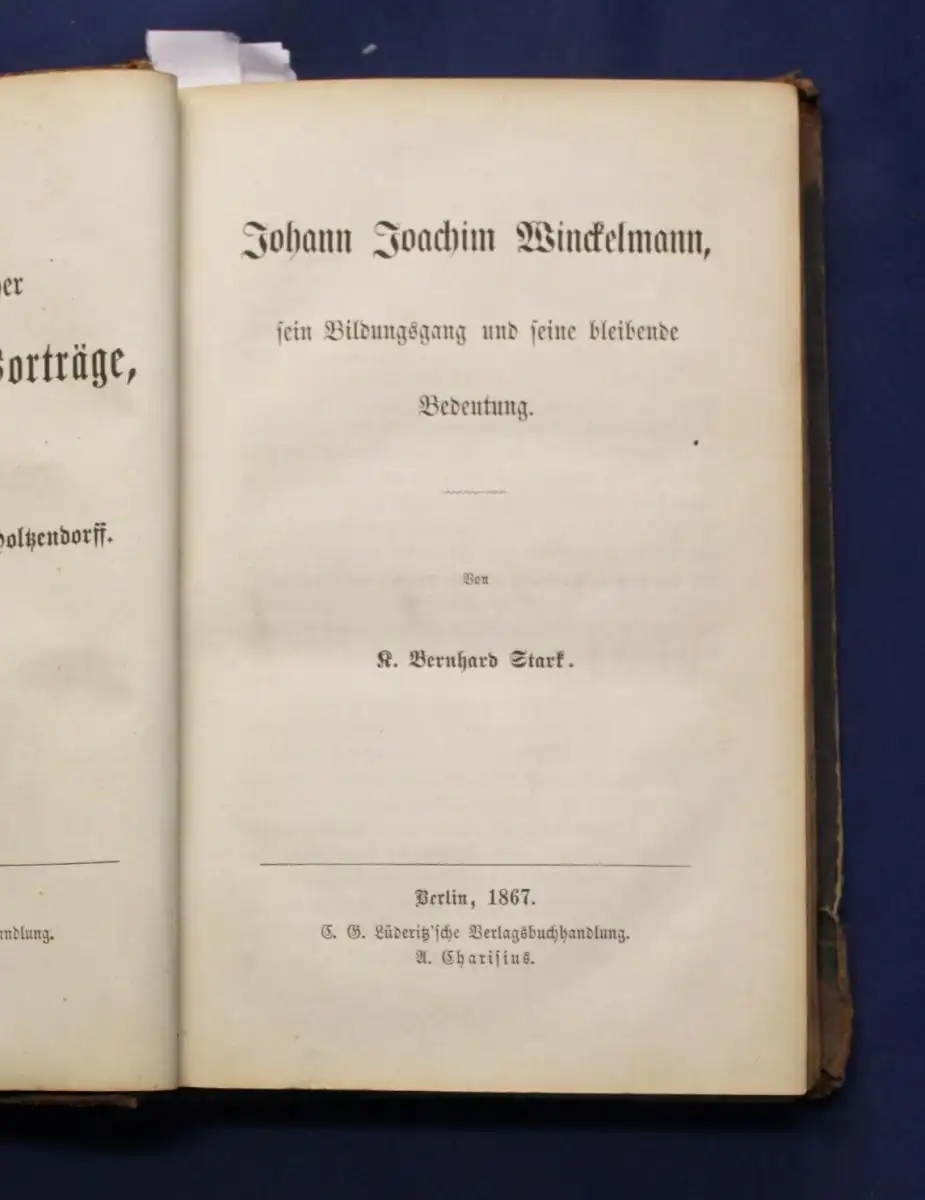 er
orträge,
oltzendorff.
ndlung.
Johann Joachim Winckelmann,
sein Bildungsgang und seine bleibende
Bedeutung.
Von
K. Bernhard Stark.
Berlin, 1867.
C. G. Lüderitz'sche Verlagsbuchhandlung.
A. Charisius.